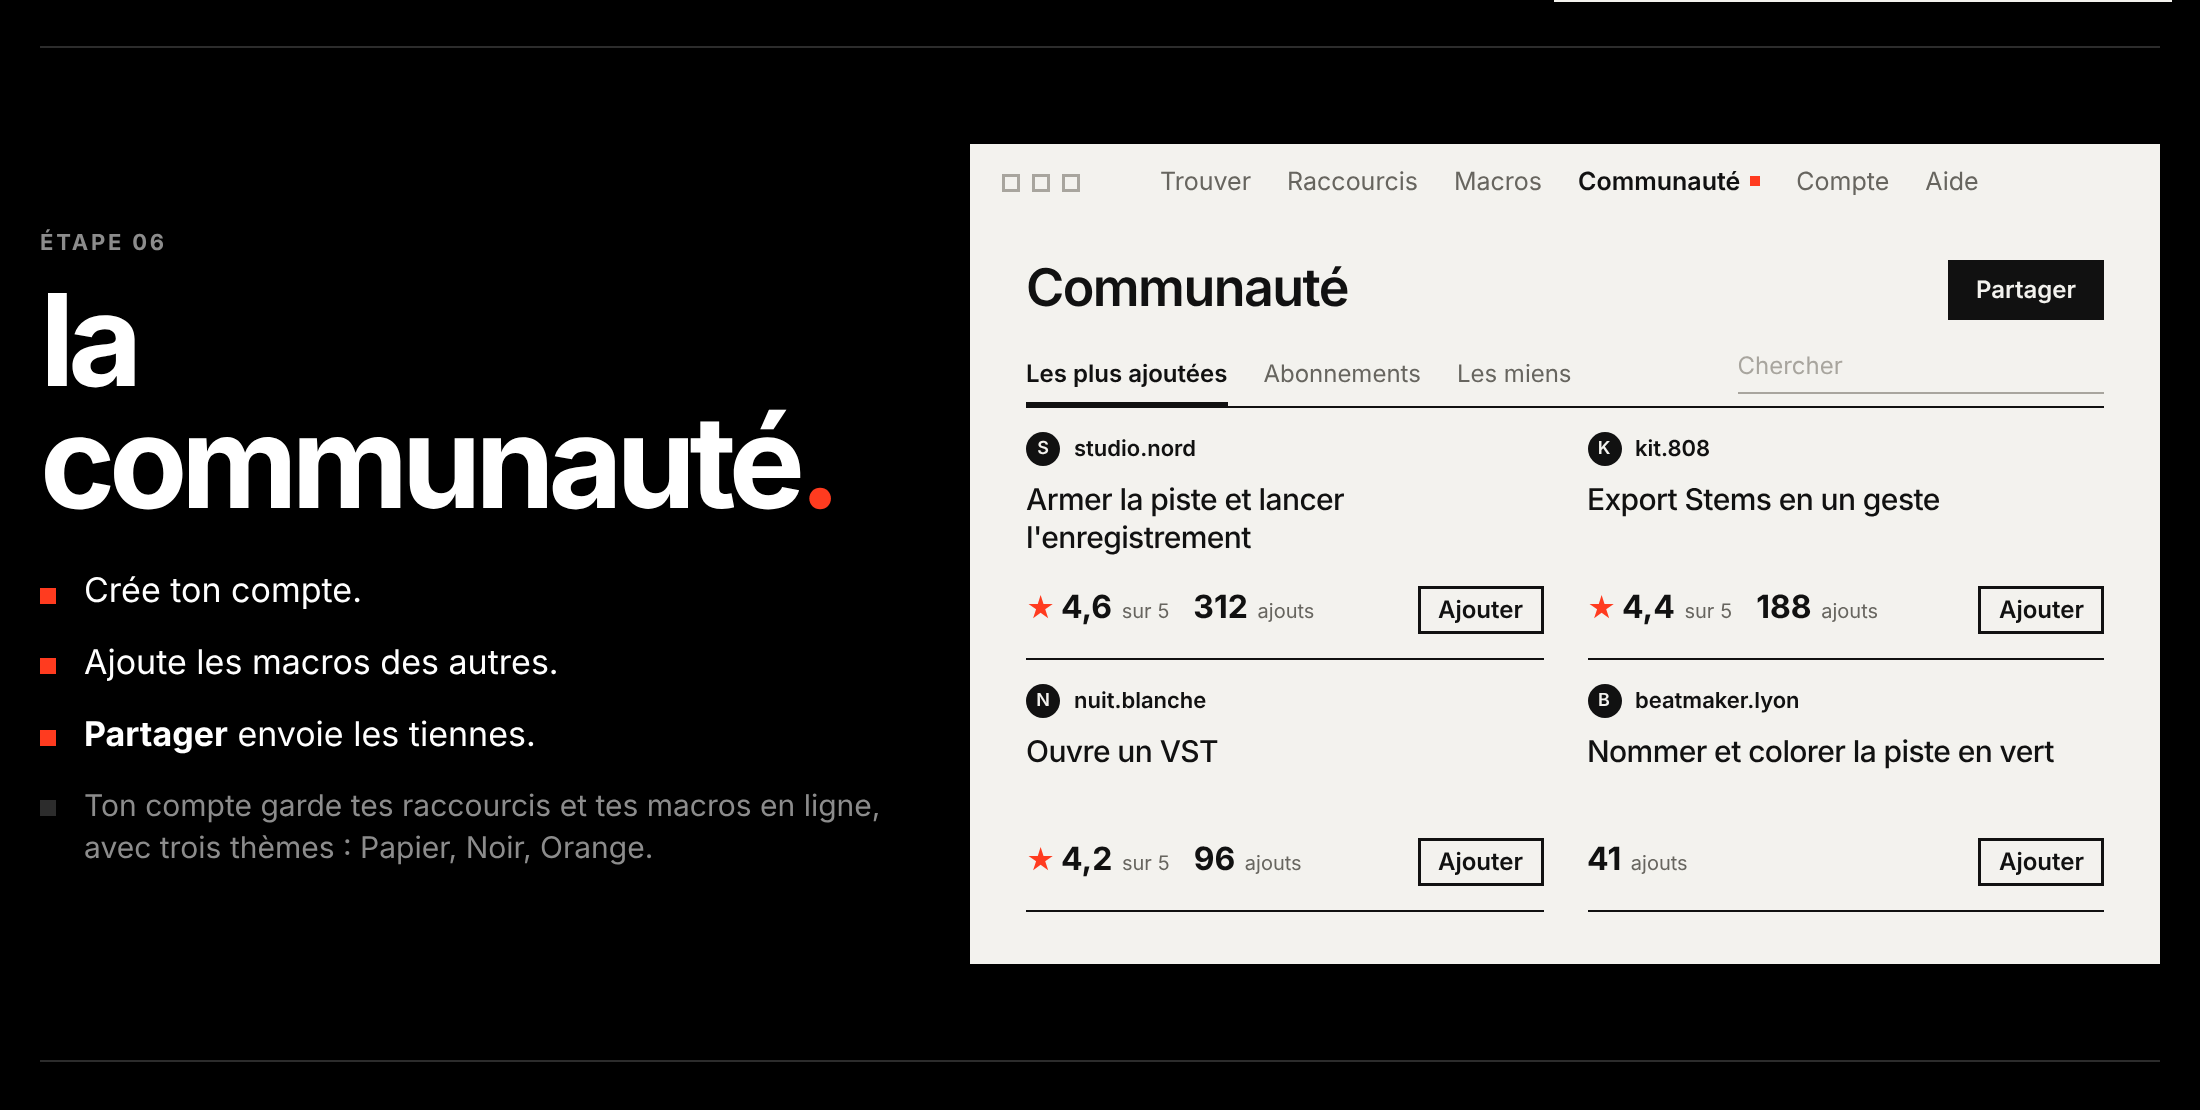 ÉTAPE 06
la
communauté.
Crée ton compte.
Ajoute les macros des autres.
Partager envoie les tiennes.
Ton compte garde tes raccourcis et tes macros en ligne,
avec trois thèmes : Papier, Noir, Orange.
Trouver Raccourcis Macros Communauté Compte Aide
Communauté
Partager
Les plus ajoutées Abonnements Les miens Chercher
S studio.nord
Armer la piste et lancer
l'enregistrement
★ 4,6 sur 5 312 ajouts Ajouter
K kit.808
Export Stems en un geste
★ 4,4 sur 5 188 ajouts Ajouter
N nuit.blanche
Ouvre un VST
★ 4,2 sur 5 96 ajouts Ajouter
B beatmaker.lyon
Nommer et colorer la piste en vert
41 ajouts Ajouter